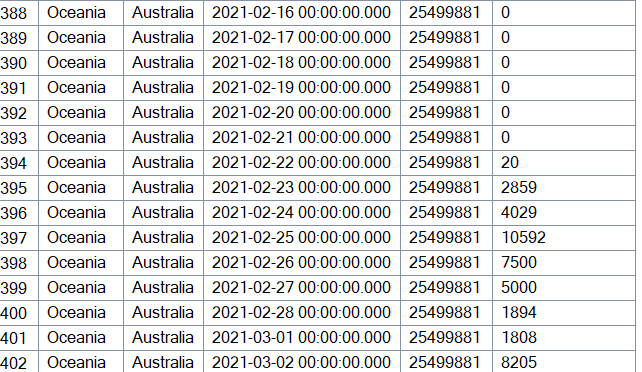 388 Oceania Australia 2021-02-16 00:00:00.000 25499881 0
389 Oceania Australia 2021-02-17 00:00:00.000 25499881 0
390 Oceania Australia 2021-02-18 00:00:00.000 25499881 0
391 Oceania Australia 2021-02-19 00:00:00.000 25499881 0
392 Oceania Australia 2021-02-20 00:00:00.000 25499881 0
393 Oceania Australia 2021-02-21 00:00:00.000 25499881 0
394 Oceania Australia 2021-02-22 00:00:00.000 25499881 20
395 Oceania Australia 2021-02-23 00:00:00.000 25499881 2859
396 Oceania Australia 2021-02-24 00:00:00.000 25499881 4029
397 Oceania Australia 2021-02-25 00:00:00.000 25499881 10592
398 Oceania Australia 2021-02-26 00:00:00.000 25499881 7500
399 Oceania Australia 2021-02-27 00:00:00.000 25499881 5000
400 Oceania Australia 2021-02-28 00:00:00.000 25499881 1894
401 Oceania Australia 2021-03-01 00:00:00.000 25499881 1808
402 Oceania Australia 2021-03-02 00:00:00.000 25499881 8205